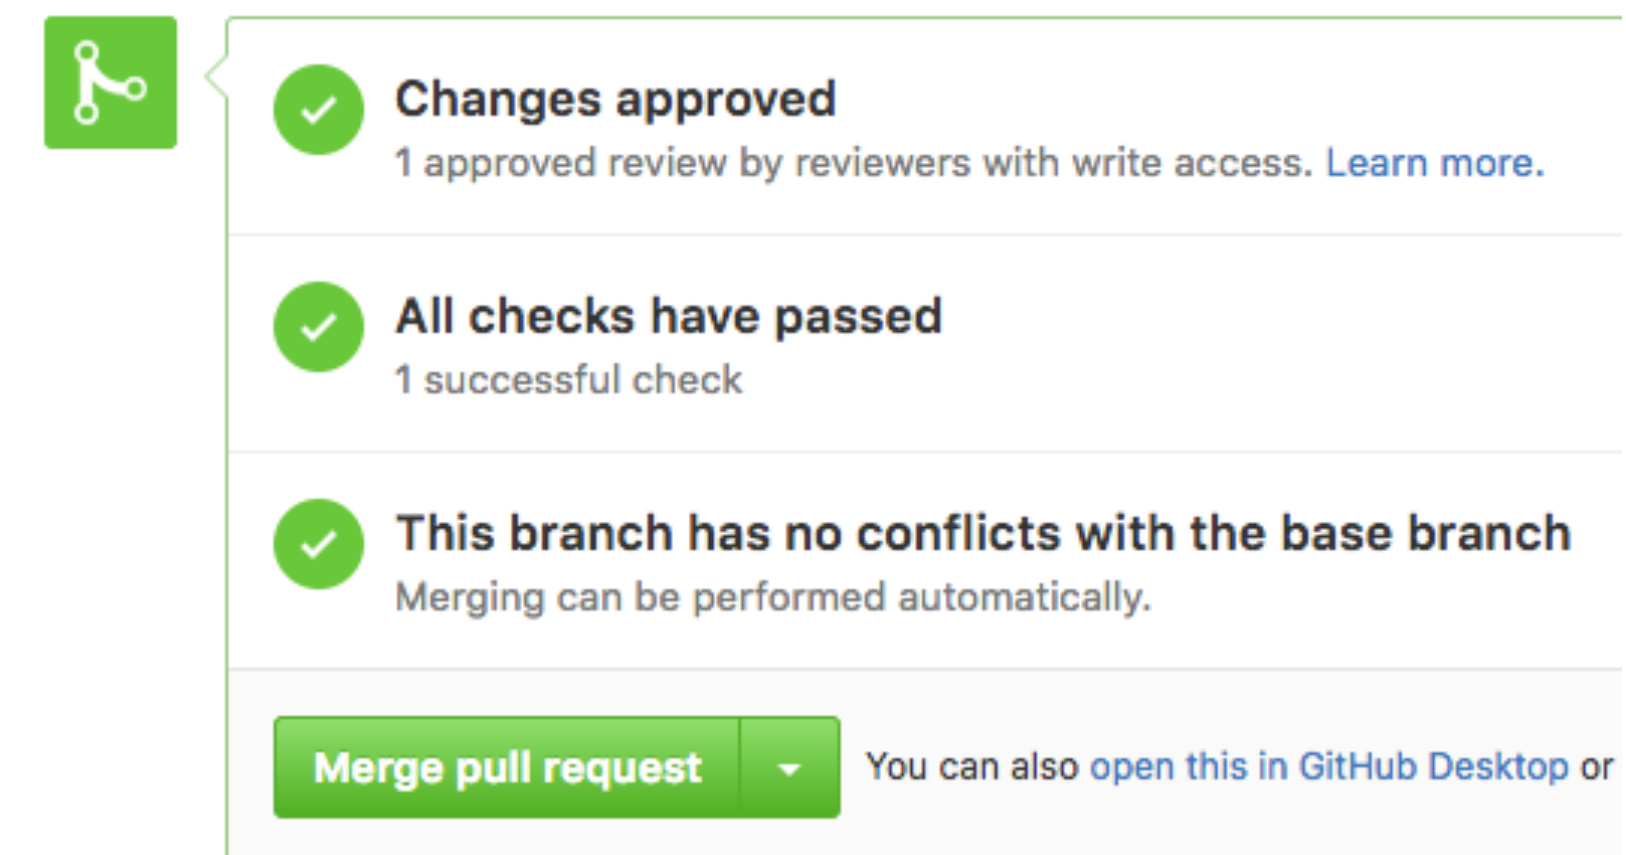 Changes approved
1 approved review by reviewers with write access. Learn more.
All checks have passed
1 successful check
This branch has no conflicts with the base branch
Merging can be performed automatically.
Merge pull request
You can also open this in GitHub Desktop or